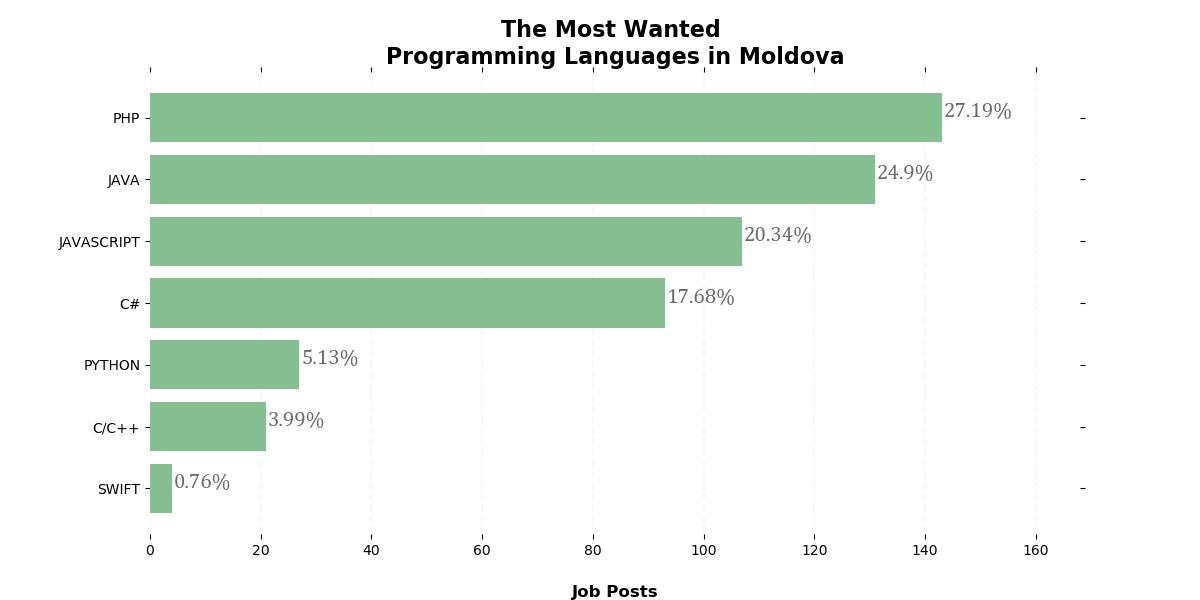 The Most Wanted
Programming Languages in Moldova
PHP 27.19%
JAVA 24.9%
JAVASCRIPT 20.34%
C# 17.68%
PYTHON 5.13%
C/C++ 3.99%
SWIFT 0.76%
0 20 40 60 80 100 120 140 160
Job Posts